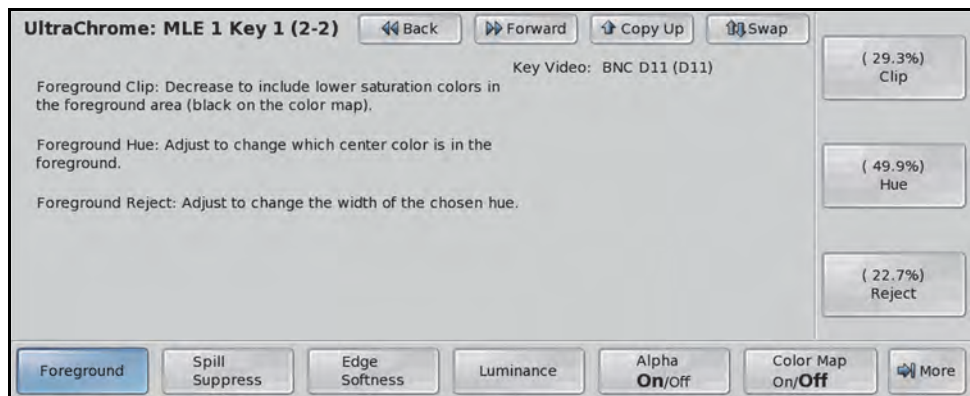 UltraChrome: MLE 1 Key 1 (2-2)
Back
Forward
Copy Up
Swap
Key Video: BNC D11 (D11)
Foreground Clip: Decrease to include lower saturation colors in
the foreground area (black on the color map).
Foreground Hue: Adjust to change which center color is in the
foreground.
Foreground Reject: Adjust to change the width of the chosen hue.
( 29.3%)
Clip
( 49.9%)
Hue
( 22.7%)
Reject
Foreground
Spill
Suppress
Edge
Softness
Luminance
Alpha
On/Off
Color Map
On/Off
More